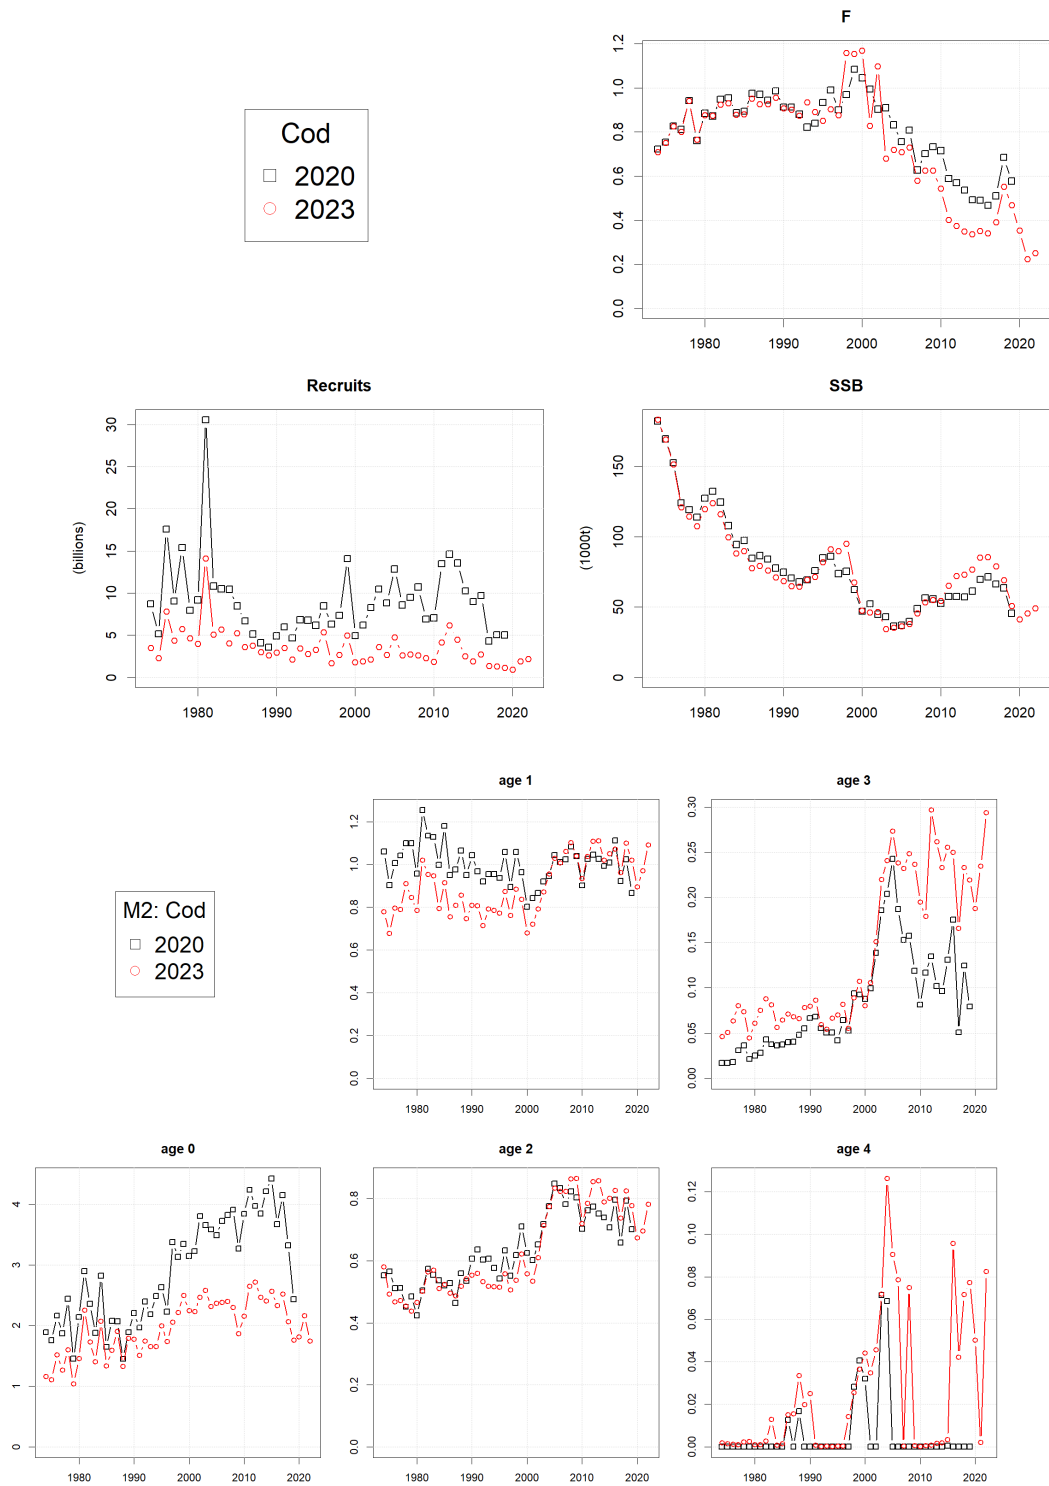 F
Cod
2020
2023
0.0 0.2 0.4 0.6 0.8 1.0 1.2
1980 1990 2000 2010 2020
Recruits
(billions)
0 5 10 15 20 25 30
1980 1990 2000 2010 2020
SSB
(1000t)
0 50 100 150
1980 1990 2000 2010 2020
M2: Cod
2020
2023
age 1
0.0 0.2 0.4 0.6 0.8 1.0 1.2
1980 1990 2000 2010 2020
age 3
0.00 0.05 0.10 0.15 0.20 0.25 0.30
1980 1990 2000 2010 2020
age 0
0 1 2 3 4
1980 1990 2000 2010 2020
age 2
0.0 0.2 0.4 0.6 0.8
1980 1990 2000 2010 2020
age 4
0.00 0.02 0.04 0.06 0.08 0.10 0.12
1980 1990 2000 2010 2020